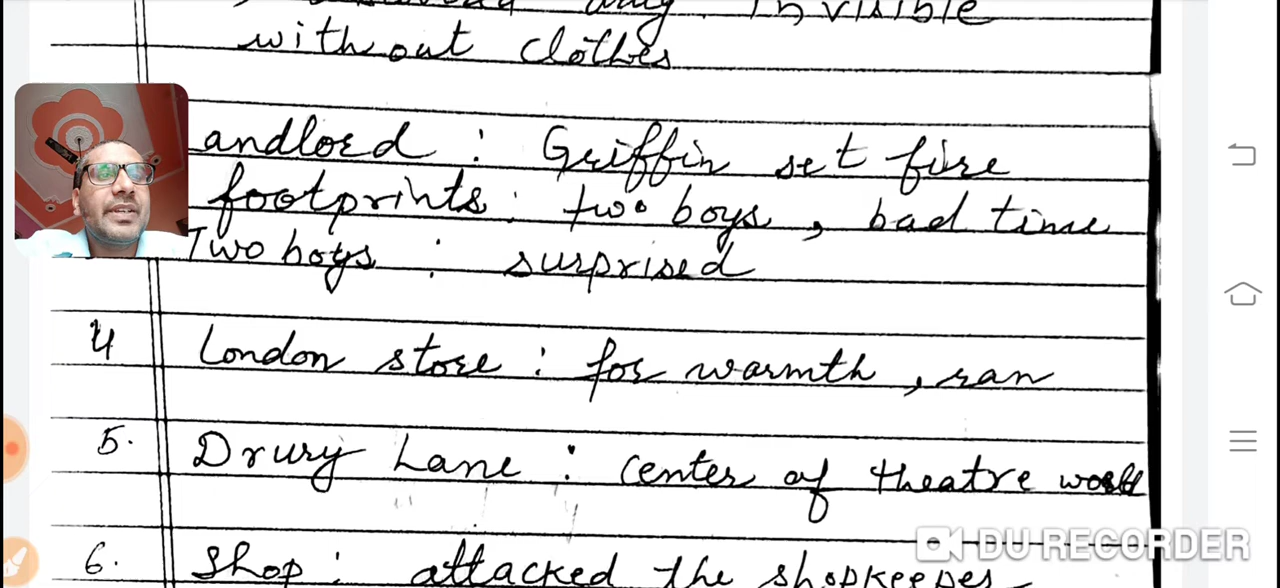 invisible
without clothes
andlord : Griffin set fire
footprints : two boys, bad time
Two boys : surprised
4 London store : for warmth, ran
5. Drury Lane : center of theatre world
6. Shop : attacked the shopkeeper
DU RECORDER